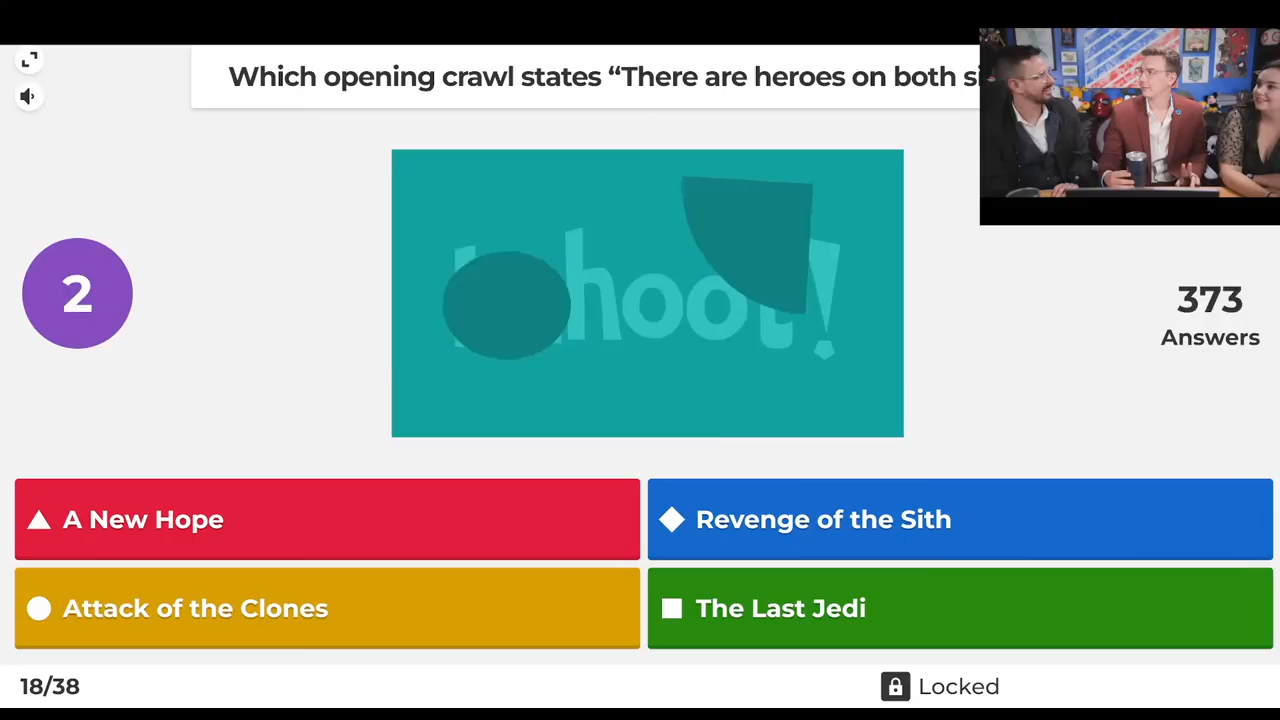 Which opening crawl states “There are heroes on both
2
hoot!
373
Answers
A New Hope
Revenge of the Sith
Attack of the Clones
The Last Jedi
18/38
Locked